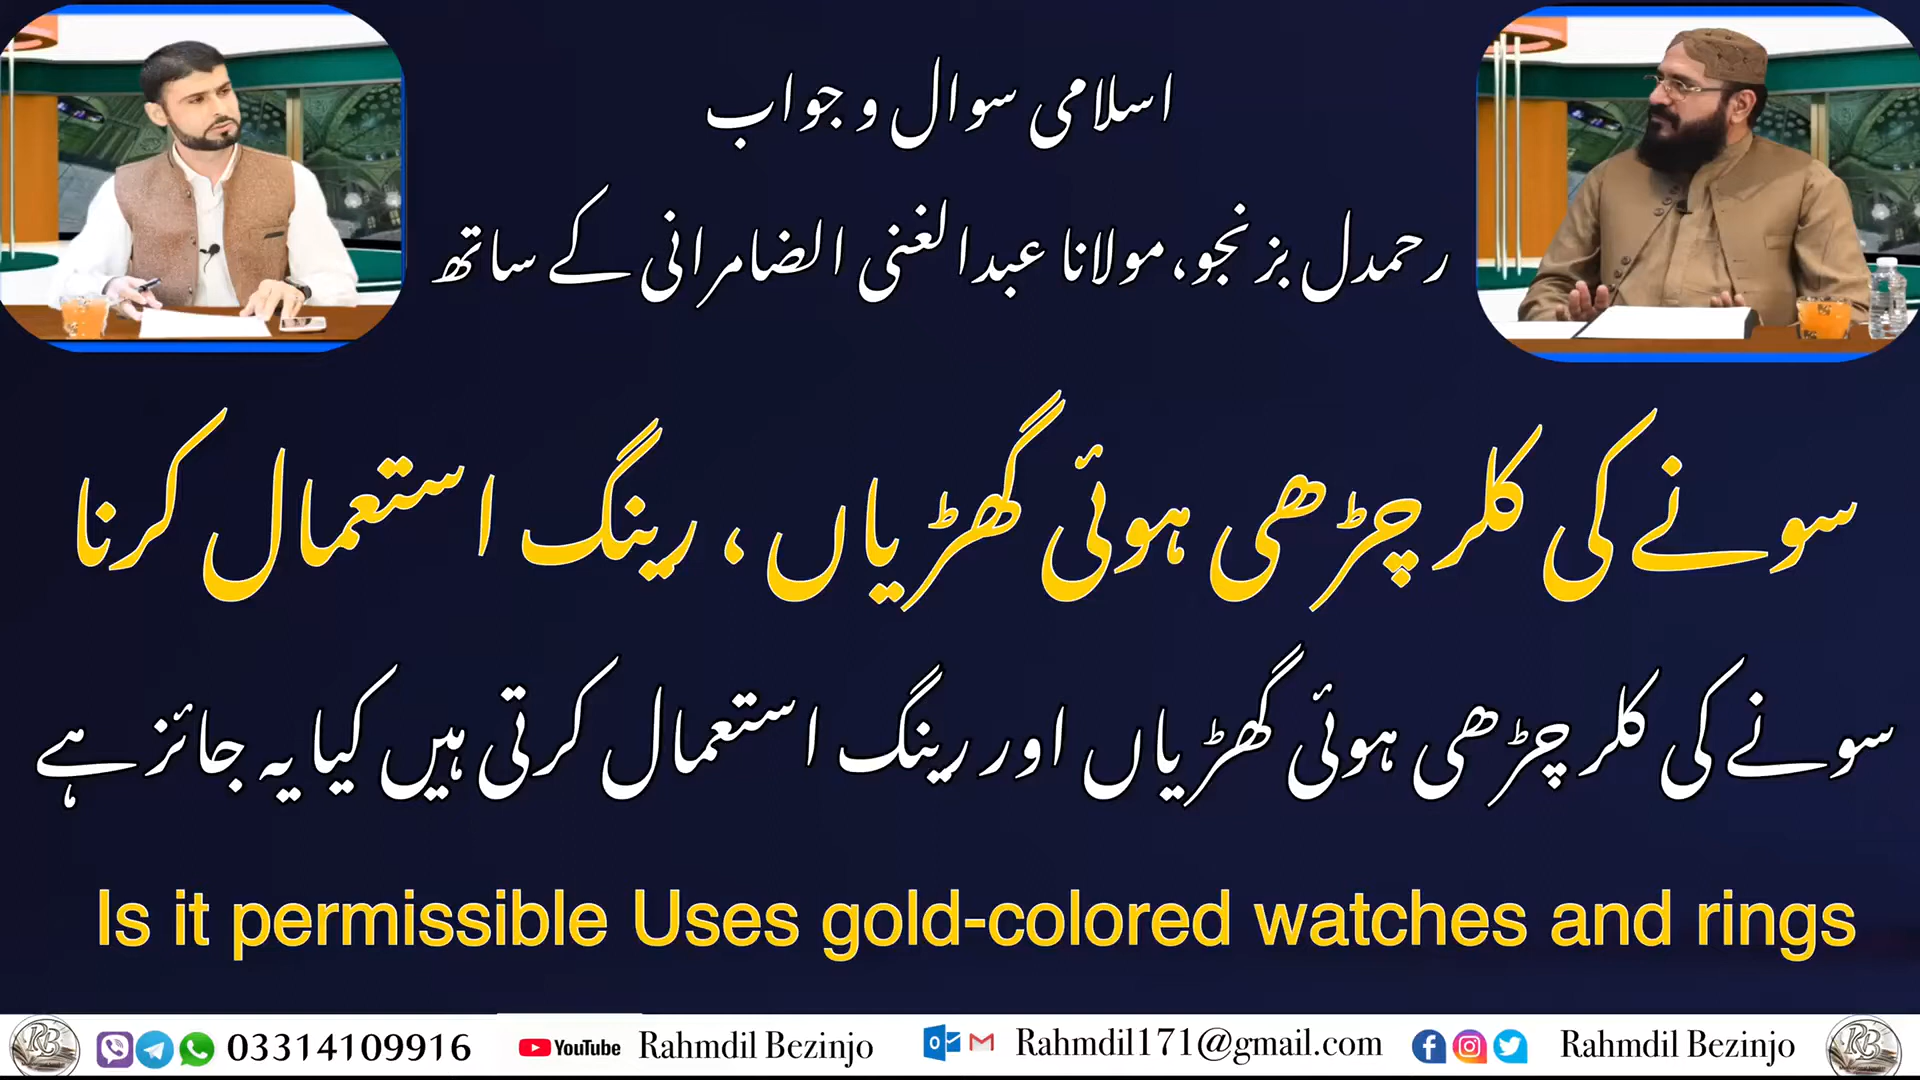 اسلامی سوال و جواب
رحمدل بزنجو، مولانا عبدالغنی الضامرانی کے ساتھ
سونے کی کلر چڑھی ہوئی گھڑیاں ، رینگ استعمال کرنا
سونے کی کلر چڑھی ہوئی گھڑیاں اور رینگ استعمال کرتی ہیں کیا یہ جائز ہے
Is it permissible Uses gold-colored watches and rings
RB 03314109916 YouTube Rahmdil Bezinjo Rahmdil171@gmail.com Rahmdil Bezinjo RB